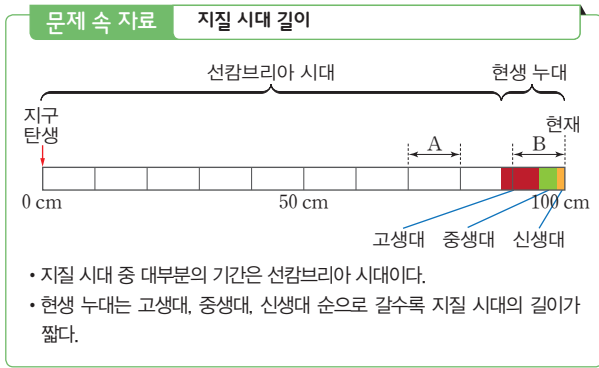 문제 속 자료
지질 시대 길이
선캄브리아 시대
현생 누대
지구
탄생
현재
A
B
0 cm
50 cm
100 cm
고생대
중생대
신생대
• 지질 시대 중 대부분의 기간은 선캄브리아 시대이다.
• 현생 누대는 고생대, 중생대, 신생대 순으로 갈수록 지질 시대의 길이가
짧다.